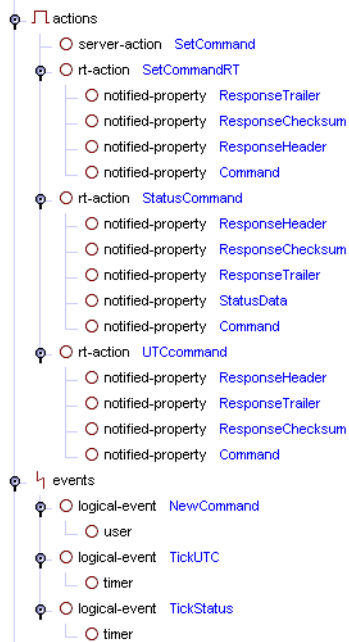 actions
server-action SetCommand
rt-action SetCommandRT
notified-property ResponseTrailer
notified-property ResponseChecksum
notified-property ResponseHeader
notified-property Command
rt-action StatusCommand
notified-property ResponseHeader
notified-property ResponseChecksum
notified-property ResponseTrailer
notified-property StatusData
notified-property Command
rt-action UTCcommand
notified-property ResponseHeader
notified-property ResponseTrailer
notified-property ResponseChecksum
notified-property Command
events
logical-event NewCommand
user
logical-event TickUTC
timer
logical-event TickStatus
timer